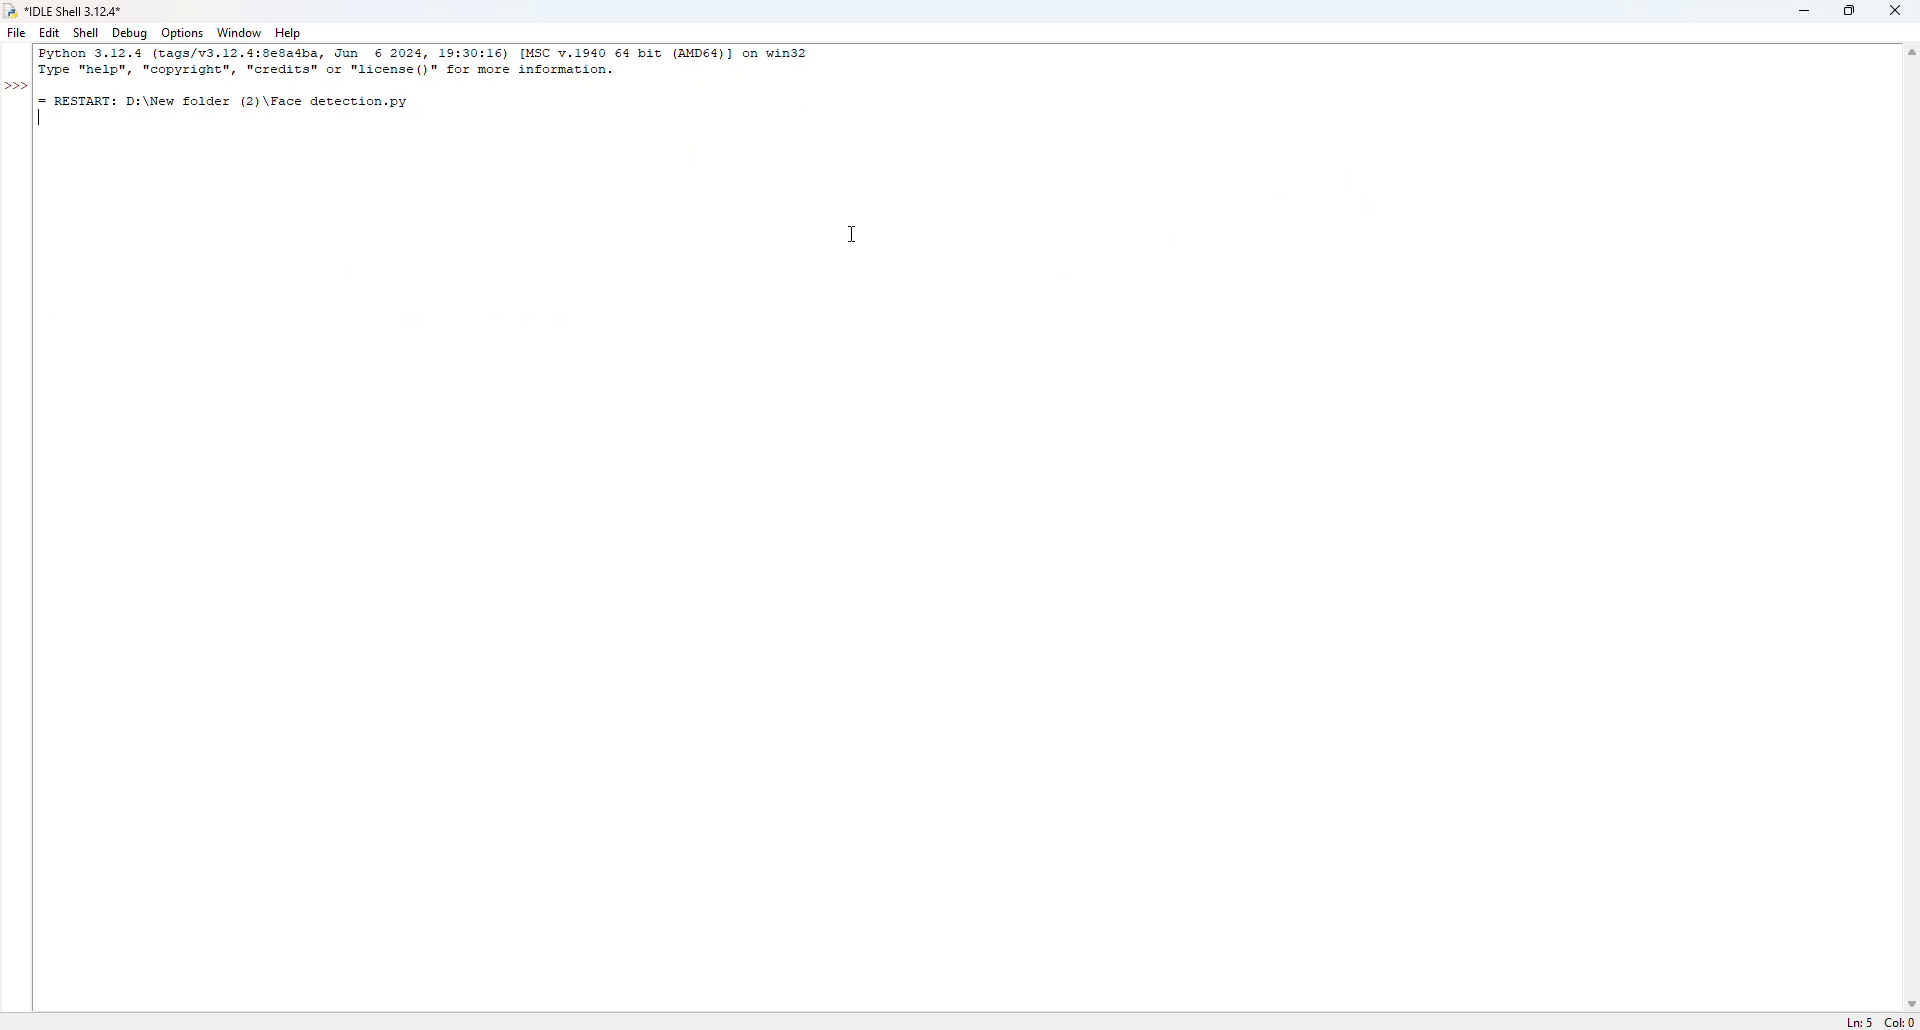 *IDLE Shell 3.12.4*
File Edit Shell Debug Options Window Help
Python 3.12.4 (tags/v3.12.4:8e8a4ba, Jun  6 2024, 19:30:16) [MSC v.1940 64 bit (AMD64)] on win32
Type "help", "copyright", "credits" or "license()" for more information.
>>>
= RESTART: D:\New folder (2)\Face detection.py
Ln: 5 Col: 0